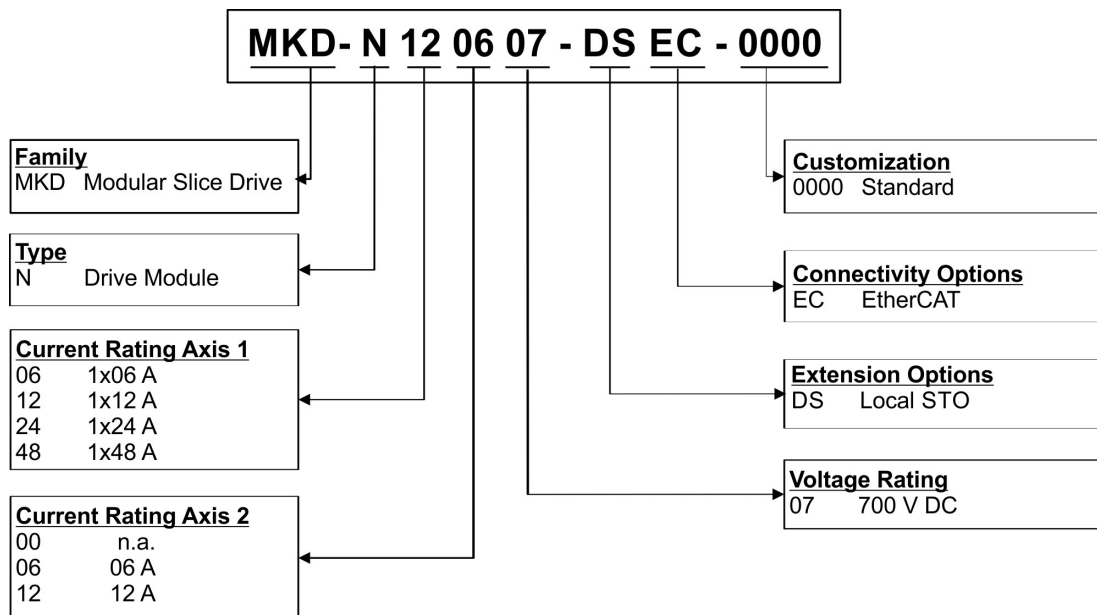 MKD- N 12 06 07 - DS EC - 0000
Family
MKD Modular Slice Drive
Type
N Drive Module
Current Rating Axis 1
06 1x06 A
12 1x12 A
24 1x24 A
48 1x48 A
Current Rating Axis 2
00 n.a.
06 06 A
12 12 A
Customization
0000 Standard
Connectivity Options
EC EtherCAT
Extension Options
DS Local STO
Voltage Rating
07 700 V DC